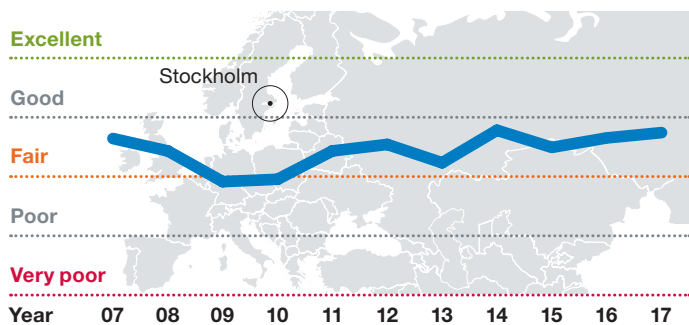 Excellent
Stockholm
Good
Fair
Poor
Very poor
Year 07 08 09 10 11 12 13 14 15 16 17